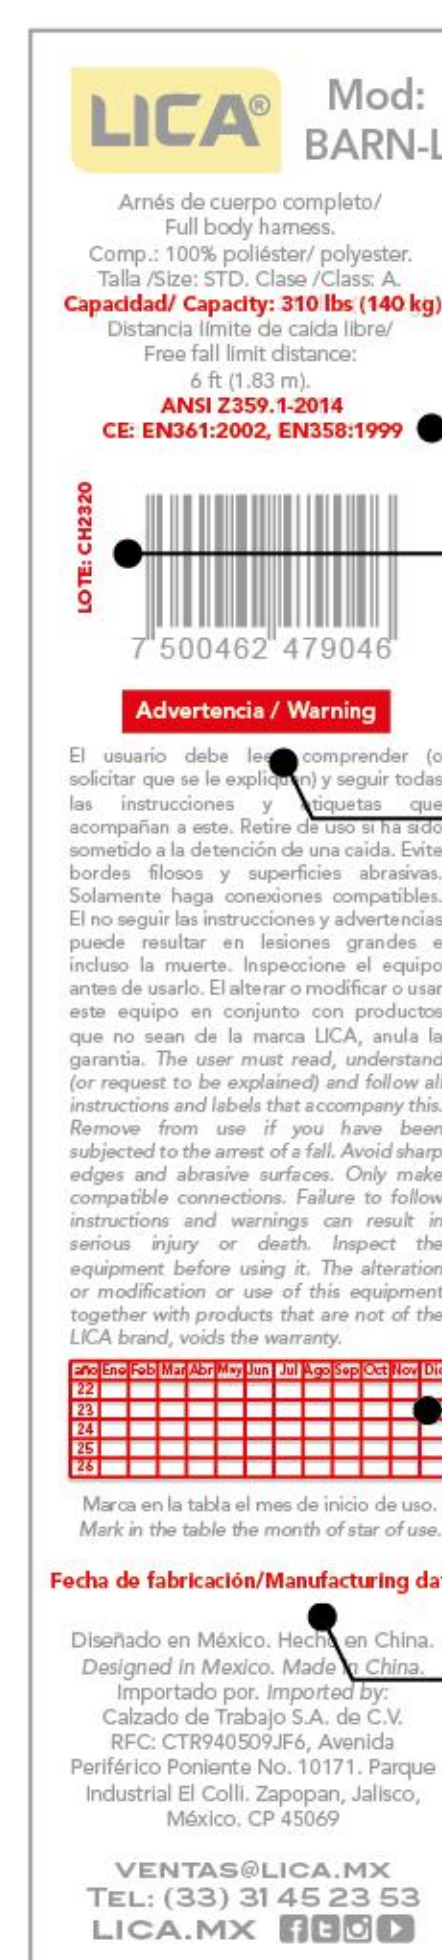 LICA®
Mod:
BARN-L
Arnés de cuerpo completo/
Full body harness.
Comp.: 100% poliéster/ polyester.
Talla /Size: STD. Clase /Class: A.
Capacidad/ Capacity: 310 lbs (140 kg)
Distancia límite de caida libre/
Free fall limit distance:
6 ft (1.83 m).
ANSI Z359.1-2014
CE: EN361:2002, EN358:1999
LOTE: CH2320
7 500462 479046
Advertencia / Warning
El usuario debe comprender (o
solicitar que se le expliquen) y seguir todas
las instrucciones y etiquetas que
acompañan a este. Retire de uso si ha sido
sometido a la detención de una caida. Evite
bordes filosos y superficies abrasivas.
Solamente haga conexiones compatibles.
El no seguir las instrucciones y advertencias
puede resultar en lesiones grandes e
incluso la muerte. Inspeccione el equipo
antes de usarlo. El alterar o modificar o usar
este equipo en conjunto con productos
que no sean de la marca LICA, anula la
garantia. The user must read, understand
(or request to be explained) and follow all
instructions and labels that accompany this.
Remove from use if you have been
subjected to the arrest of a fall. Avoid sharp
edges and abrasive surfaces. Only make
compatible connections. Failure to follow
instructions and warnings can result in
serious injury or death. Inspect the
equipment before using it. The alteration
or modification or use of this equipment
together with products that are not of the
LICA brand, voids the warranty.
año Ene Feb Mar Abr May Jun Jul Ago Sep Oct Nov Dic
22
23
24
25
26
Marca en la tabla el mes de inicio de uso.
Mark in the table the month of star of use.
Fecha de fabricación/Manufacturing dat
Diseñado en México. Hecho en China.
Designed in Mexico. Made in China.
Importado por. Imported by:
Calzado de Trabajo S.A. de C.V.
RFC: CTR940509JF6, Avenida
Periférico Poniente No. 10171. Parque
Industrial El Colli. Zapopan, Jalisco,
México. CP 45069
VENTAS@LICA.MX
TEL: (33) 31 45 23 53
LICA.MX